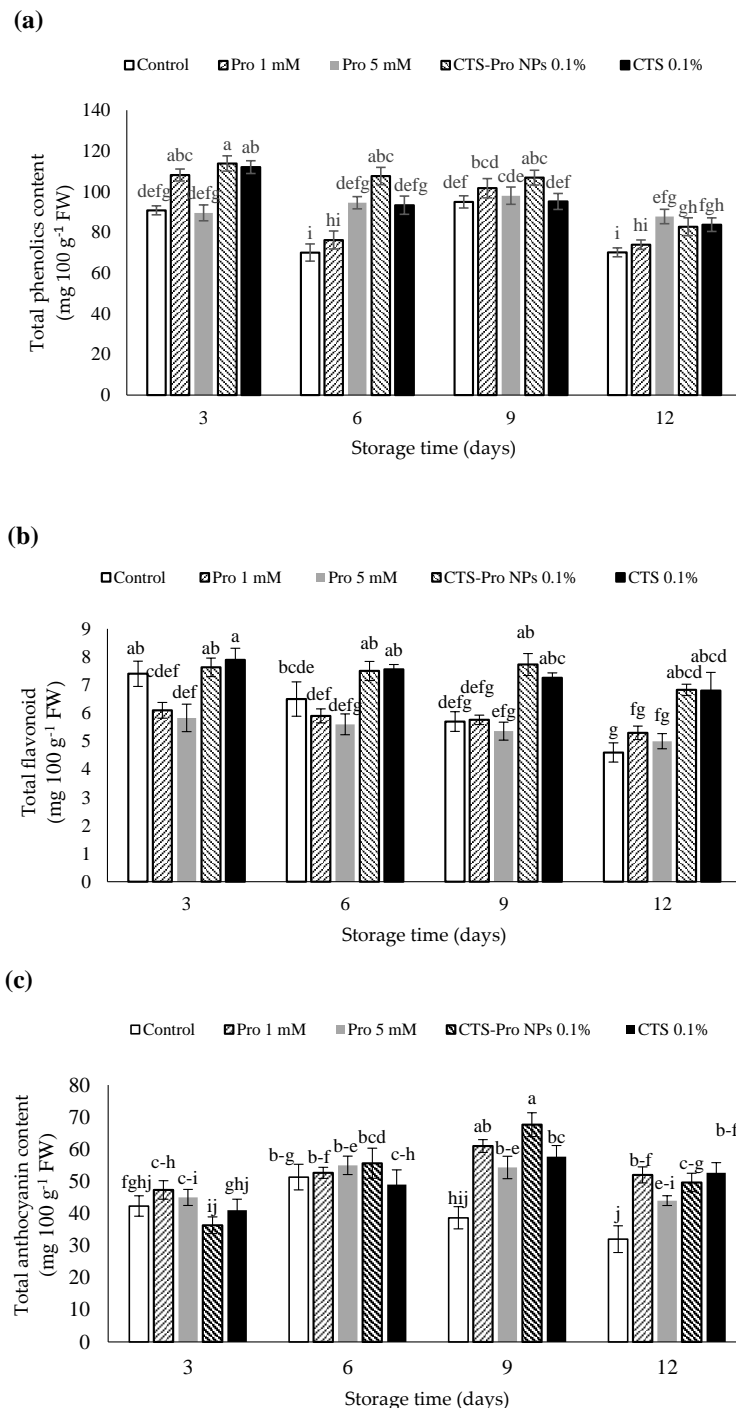 (a)
Control Pro 1 mM Pro 5 mM CTS-Pro NPs 0.1% CTS 0.1%
Total phenolics content
(mg 100 g-1 FW)
140
120
100
80
60
40
20
0
defg abc defg a ab
i hi defg abc defg
def bcd cde abc def
i hi efg gh fgh
3 6 9 12
Storage time (days)
(b)
Control Pro 1 mM Pro 5 mM CTS-Pro NPs 0.1% CTS 0.1%
Total flavonoid
(mg 100 g-1 FW)
9
8
7
6
5
4
3
2
1
0
ab cdef def ab a
bcde def defg ab ab
defg defg efg ab abc
g fg fg abcd abcd
3 6 9 12
Storage time (days)
(c)
Control Pro 1 mM Pro 5 mM CTS-Pro NPs 0.1% CTS 0.1%
Total anthocyanin content
(mg 100 g-1 FW)
80
70
60
50
40
30
20
10
0
fghj c-h c-i ij ghj
b-g b-f b-e bcd c-h
hij ab b-e a bc
j b-f e-i c-g b-f
3 6 9 12
Storage time (days)